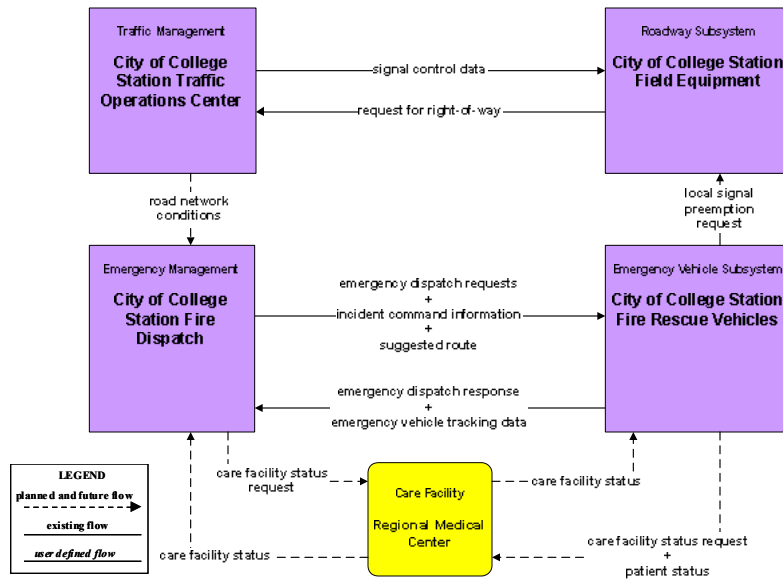 Traffic Management
City of College
Station Traffic
Operations Center
signal control data
request for right-of-way
Roadway Subsystem
City of College Station
Field Equipment
road network
conditions
local signal
preemption
request
Emergency Management
City of College
Station Fire
Dispatch
emergency dispatch requests
+
incident command information
+
suggested route
emergency dispatch response
+
emergency vehicle tracking data
Emergency Vehicle Subsystem
City of College Station
Fire Rescue Vehicles
LEGEND
planned and future flow
existing flow
user defined flow
care facility status
request
care facility status
Care Facility
Regional Medical
Center
care facility status
care facility status request
+
patient status